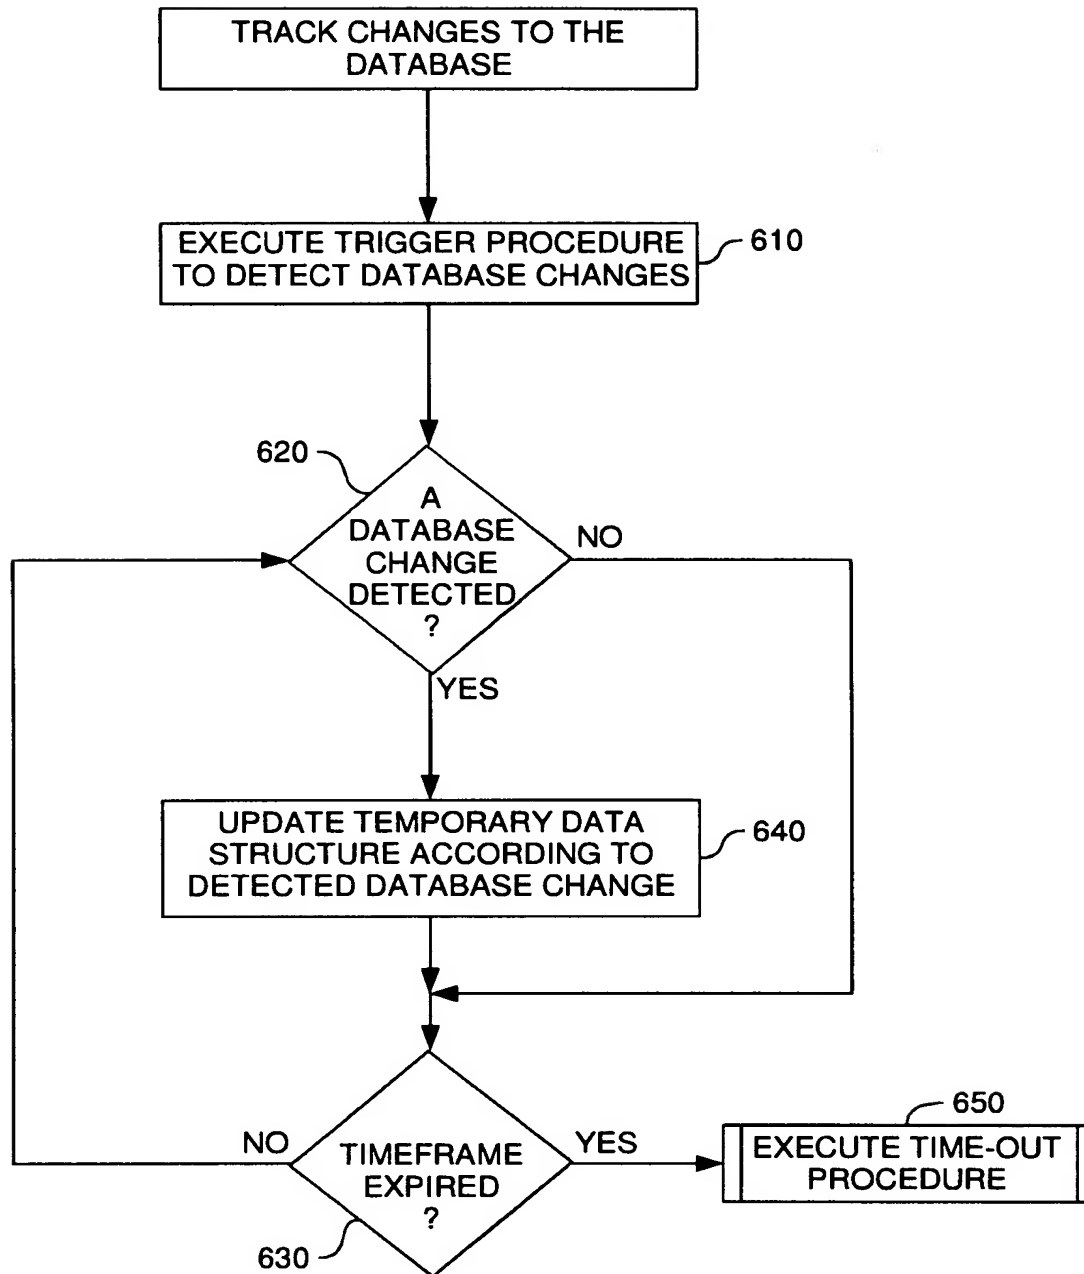 TRACK CHANGES TO THE
DATABASE
EXECUTE TRIGGER PROCEDURE
TO DETECT DATABASE CHANGES
610
620
A
DATABASE
CHANGE
DETECTED
?
NO
YES
UPDATE TEMPORARY DATA
STRUCTURE ACCORDING TO
DETECTED DATABASE CHANGE
640
NO
TIMEFRAME
EXPIRED
?
YES
630
650
EXECUTE TIME-OUT
PROCEDURE